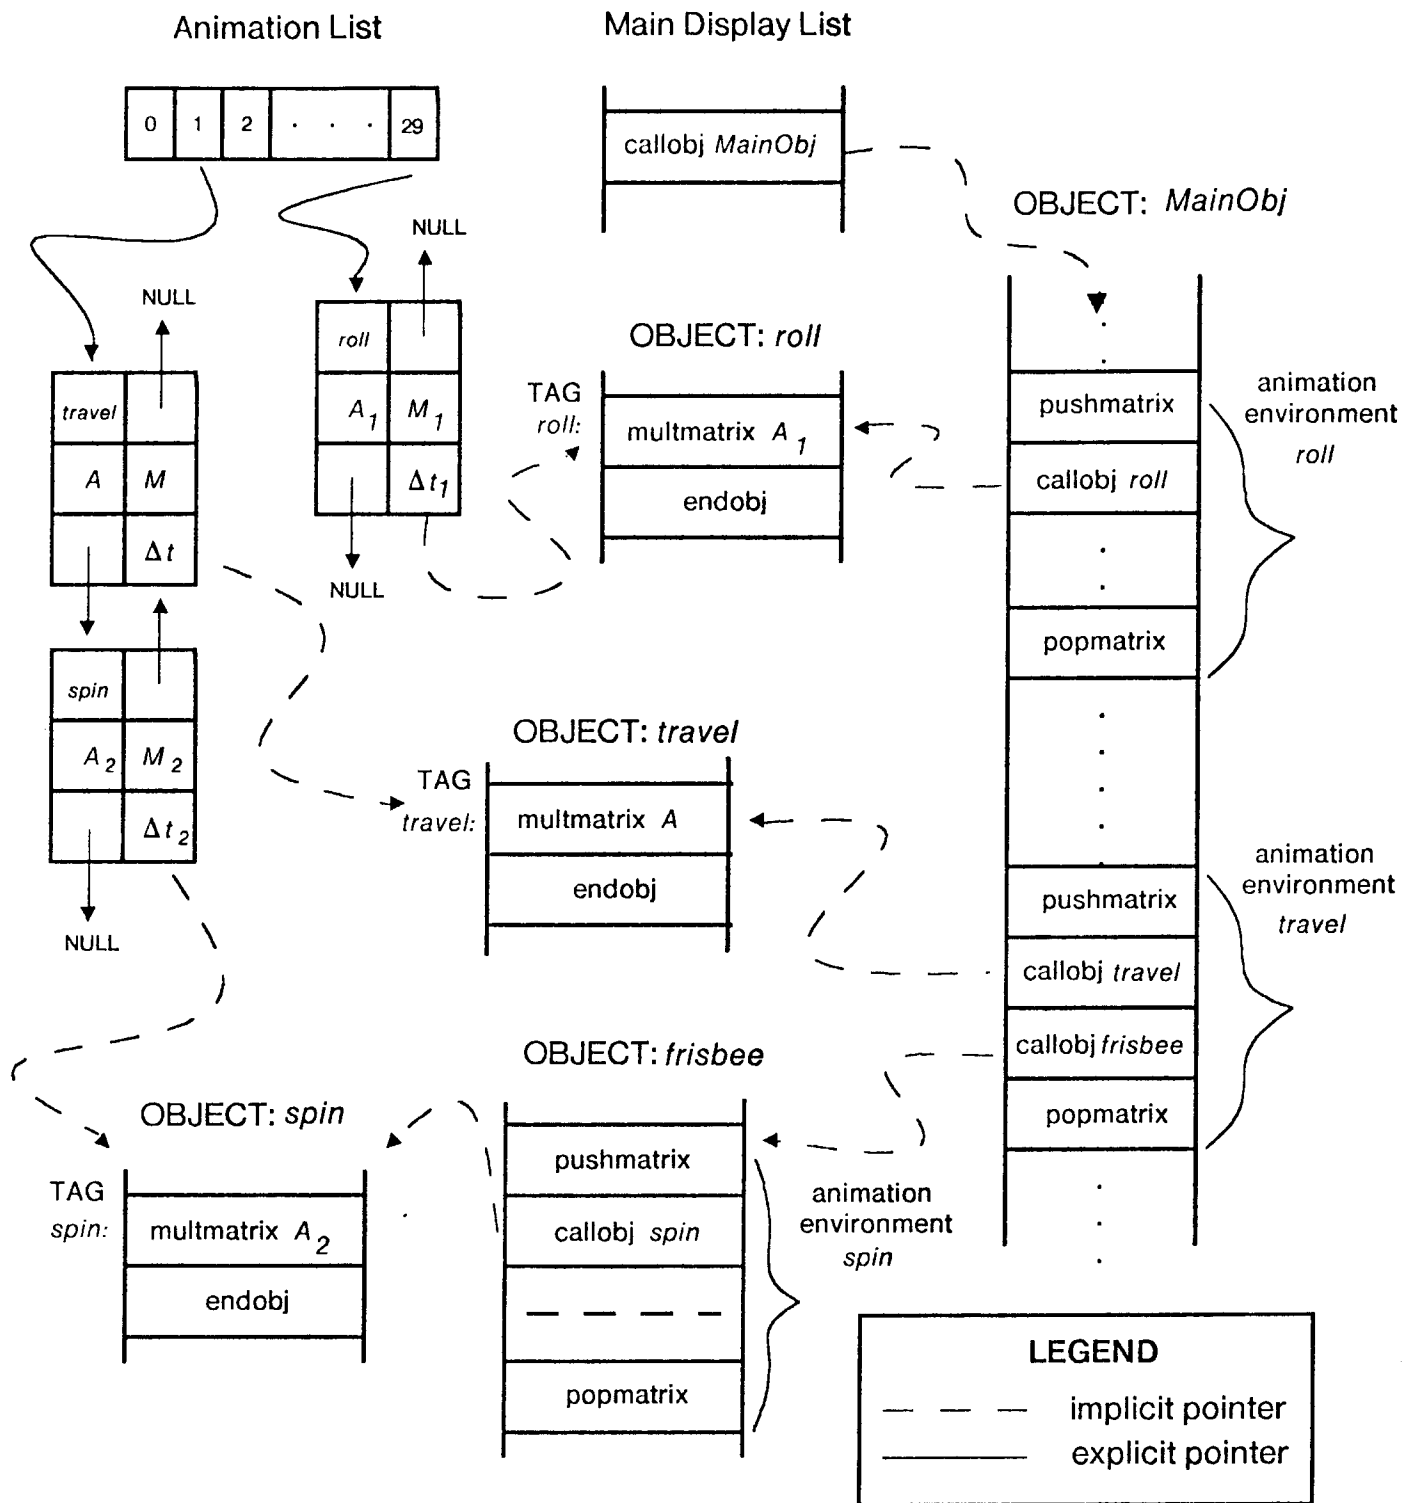 Animation List
Main Display List
0 1 2 . . . 29
callobj MainObj
OBJECT: MainObj
NULL
NULL
roll
A1 M1
Δt1
NULL
travel
A M
Δt
spin
A2 M2
Δt2
NULL
OBJECT: roll
TAG
roll:
multmatrix A1
endobj
pushmatrix
callobj roll
.
.
popmatrix
animation
environment
roll
OBJECT: travel
TAG
travel:
multmatrix A
endobj
pushmatrix
callobj travel
callobj frisbee
popmatrix
animation
environment
travel
OBJECT: frisbee
pushmatrix
callobj spin
popmatrix
animation
environment
spin
OBJECT: spin
TAG
spin:
multmatrix A2
endobj
LEGEND
implicit pointer
explicit pointer